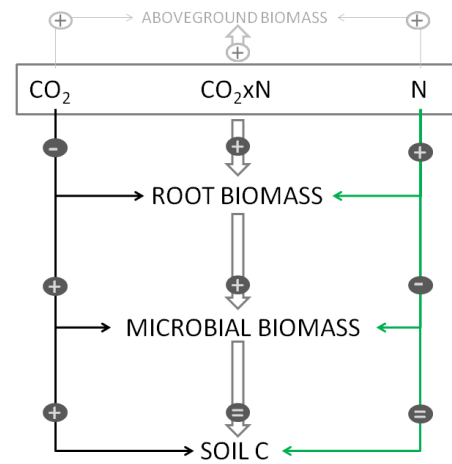 + ABOVEGROUND BIOMASS +
+
CO₂ CO₂xN N
- + +
ROOT BIOMASS
+ + -
MICROBIAL BIOMASS
+ = =
SOIL C